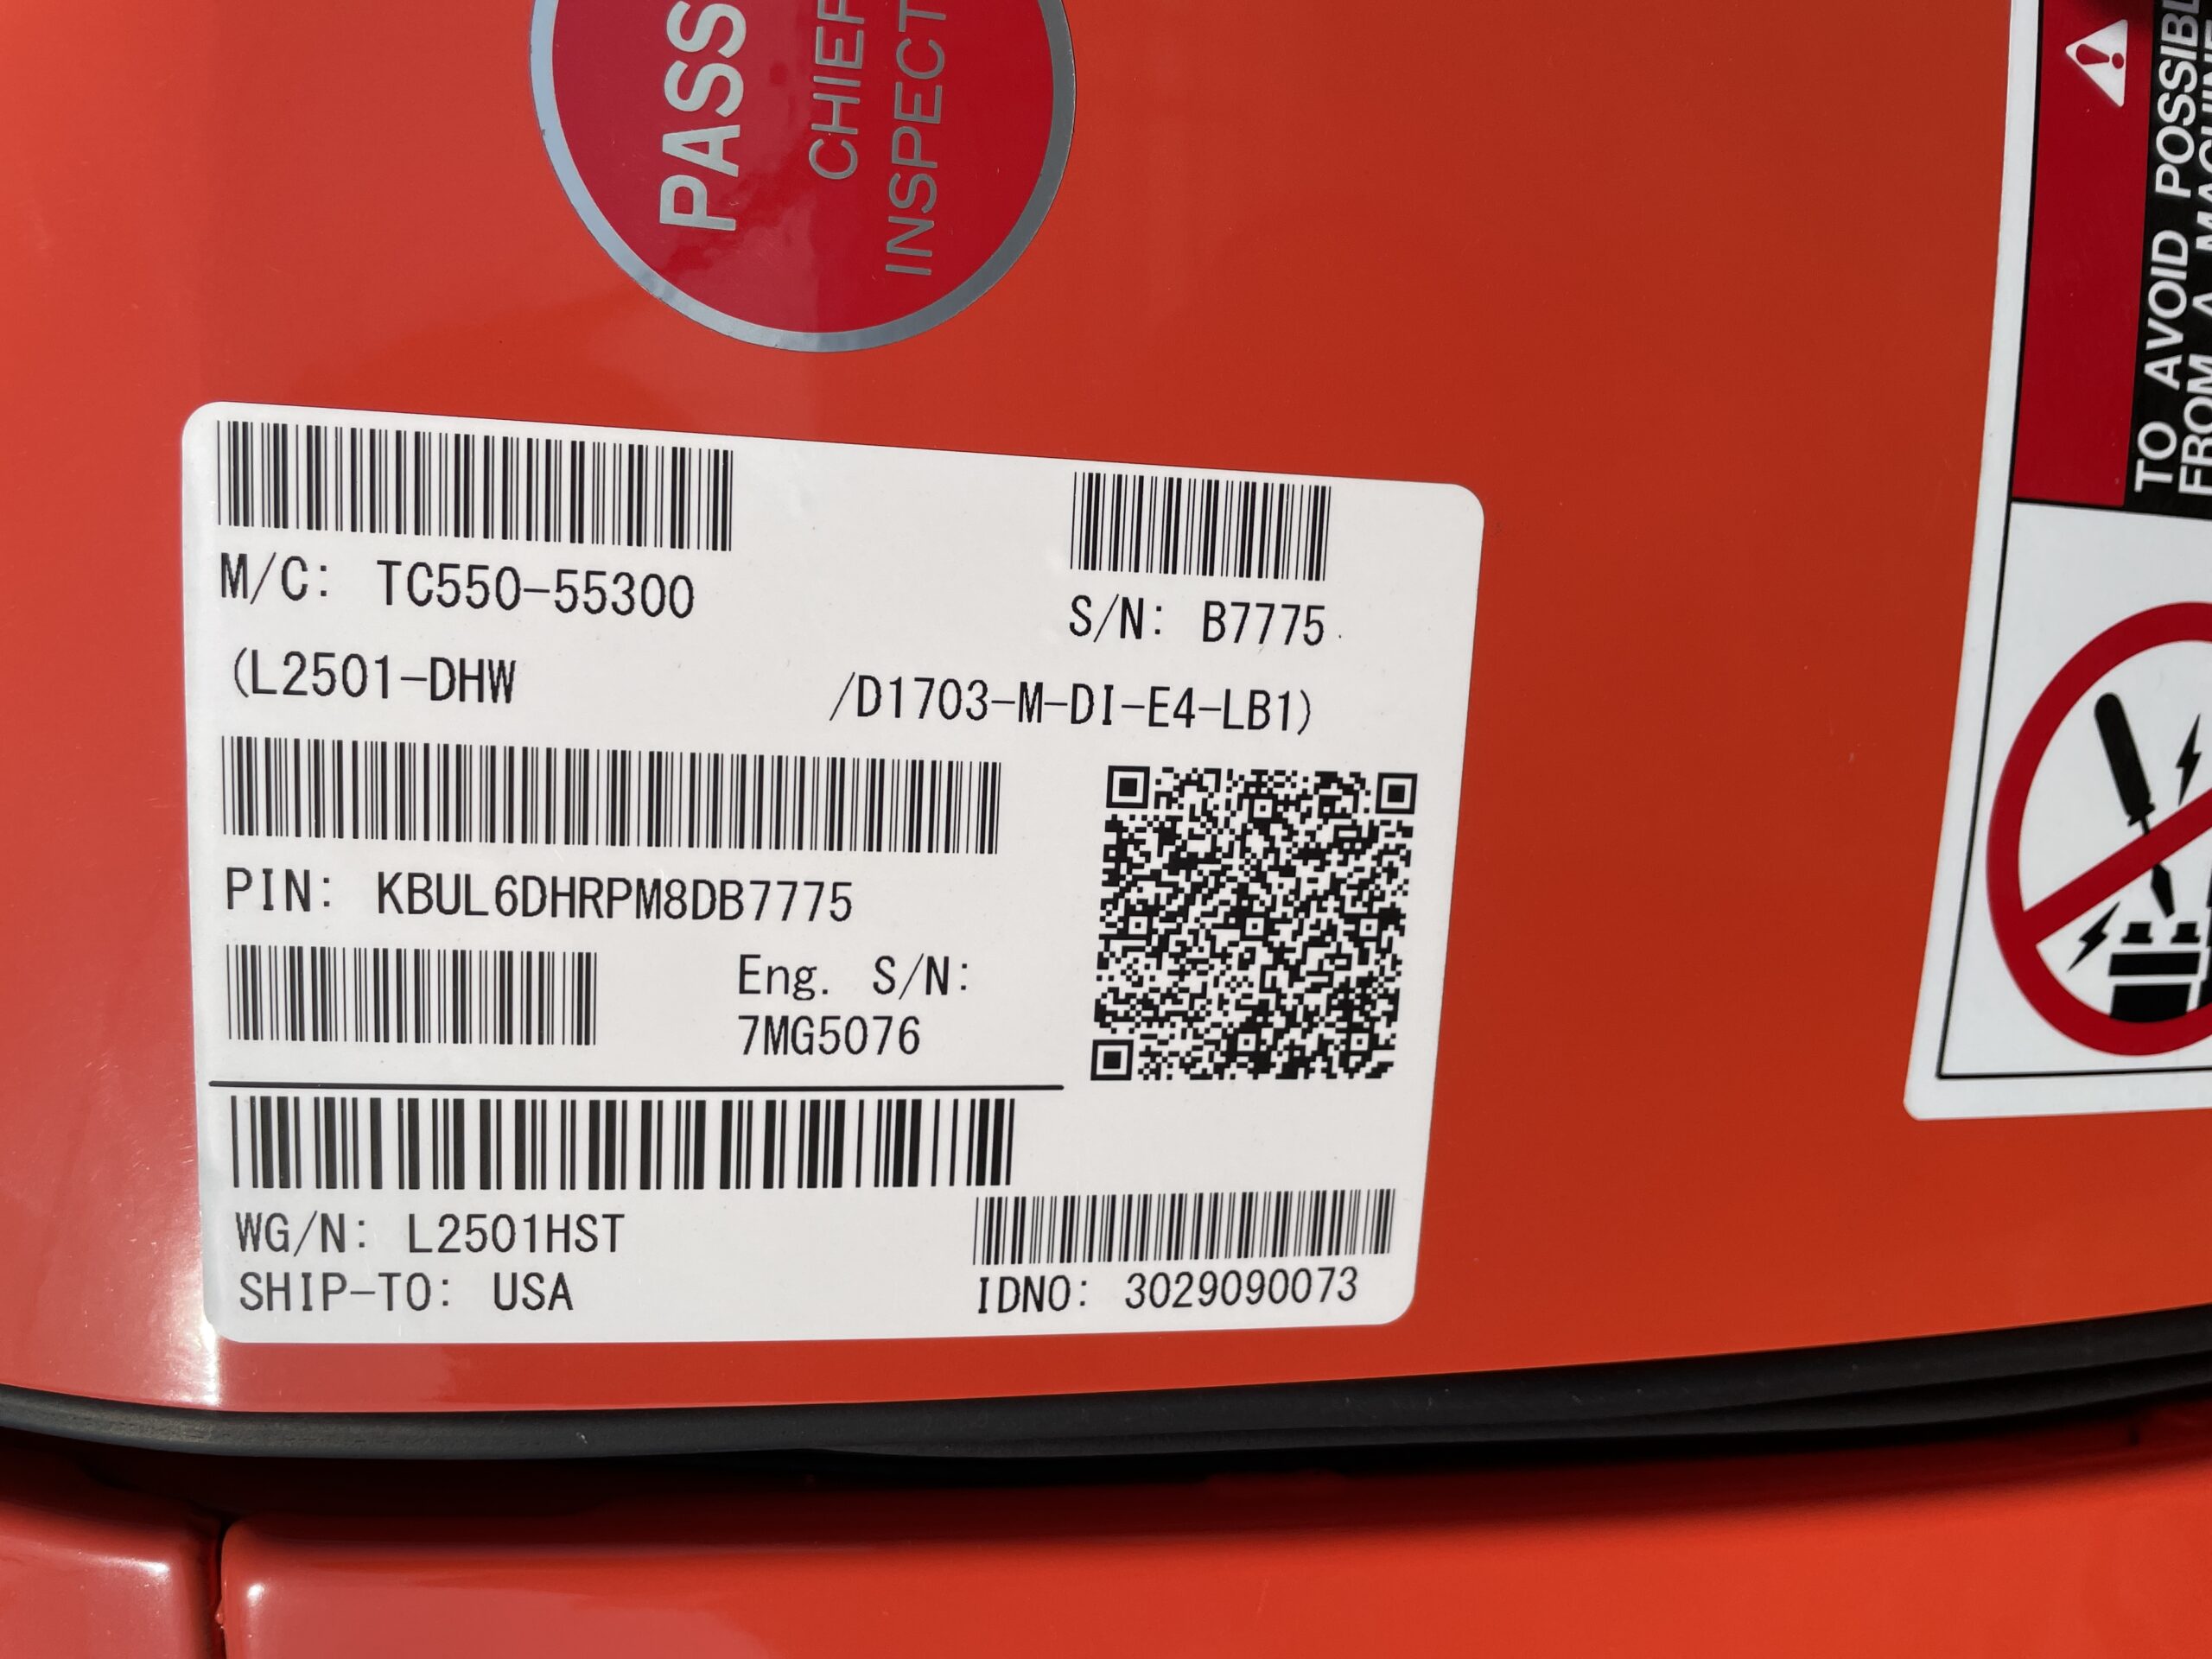 PASS
CHIEF
INSPECT
TO AVOID POSSIBL
FROM A MACHINE
M/C: TC550-55300
S/N: B7775
(L2501-DHW /D1703-M-DI-E4-LB1)
PIN: KBUL6DHRPM8DB7775
Eng. S/N:
7MG5076
WG/N: L2501HST
SHIP-TO: USA
IDNO: 3029090073